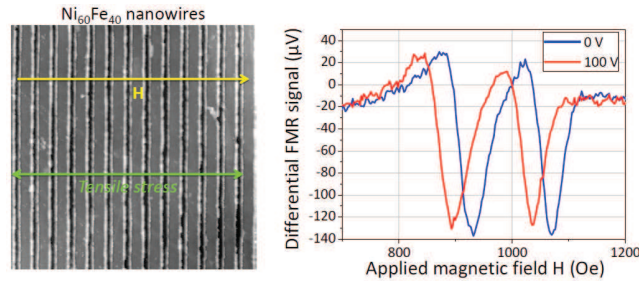 Ni60Fe40 nanowires
H
Tensile stress
Differential FMR signal (µV)
40
20
0
-20
-40
-60
-80
-100
-120
-140
0 V
100 V
800
1000
1200
Applied magnetic field H (Oe)